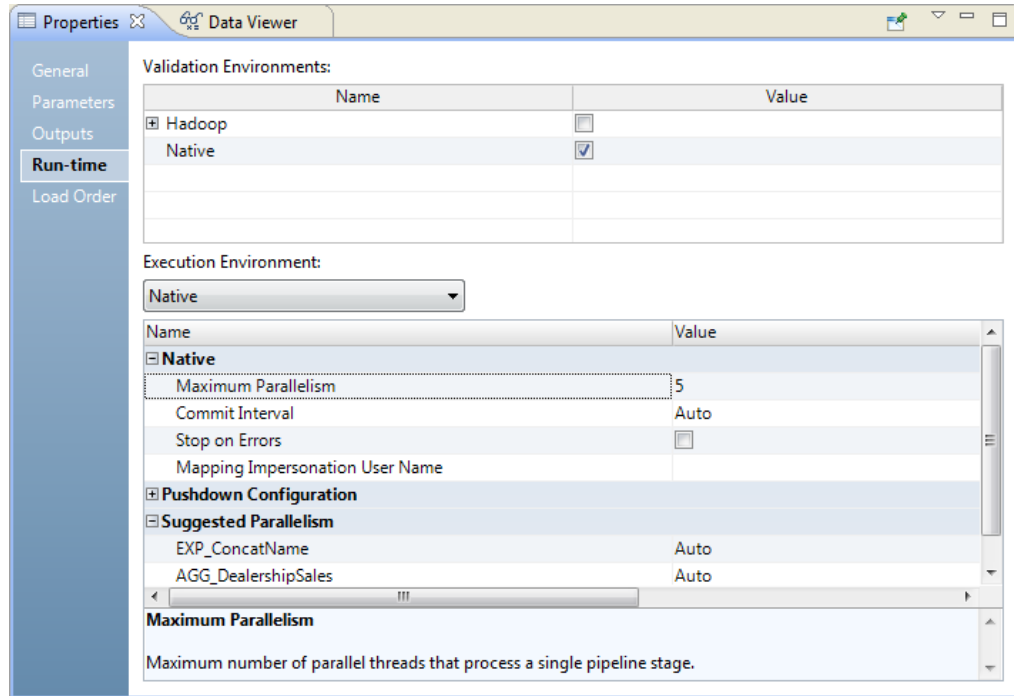 Properties
Data Viewer
General
Parameters
Outputs
Run-time
Load Order
Validation Environments:
Name Value
Hadoop
Native
Execution Environment:
Native
Name Value
Native
Maximum Parallelism 5
Commit Interval Auto
Stop on Errors
Mapping Impersonation User Name
Pushdown Configuration
Suggested Parallelism
EXP_ConcatName Auto
AGG_DealershipSales Auto
Maximum Parallelism
Maximum number of parallel threads that process a single pipeline stage.